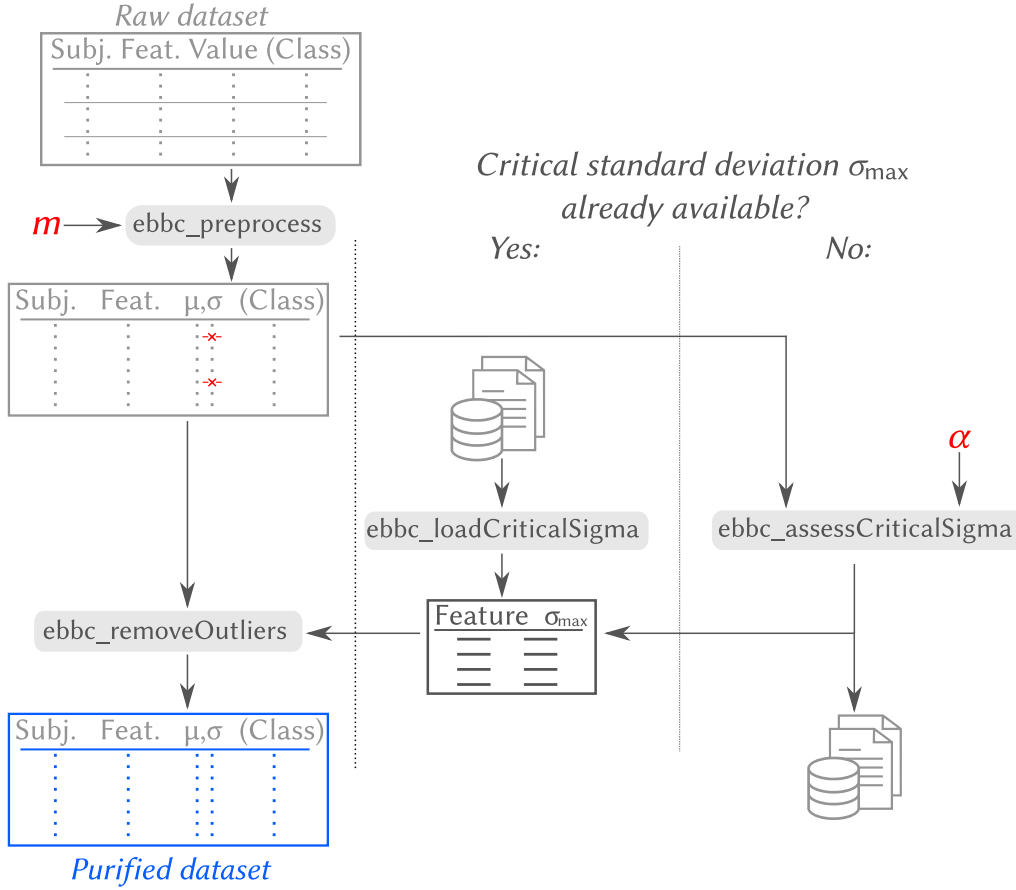 Raw dataset
Subj. Feat. Value (Class)
Critical standard deviation σmax
already available?
m
ebbc_preprocess
Yes:
No:
Subj. Feat. μ,σ (Class)
α
ebbc_loadCriticalSigma
ebbc_assessCriticalSigma
Feature σmax
ebbc_removeOutliers
Subj. Feat. μ,σ (Class)
Purified dataset